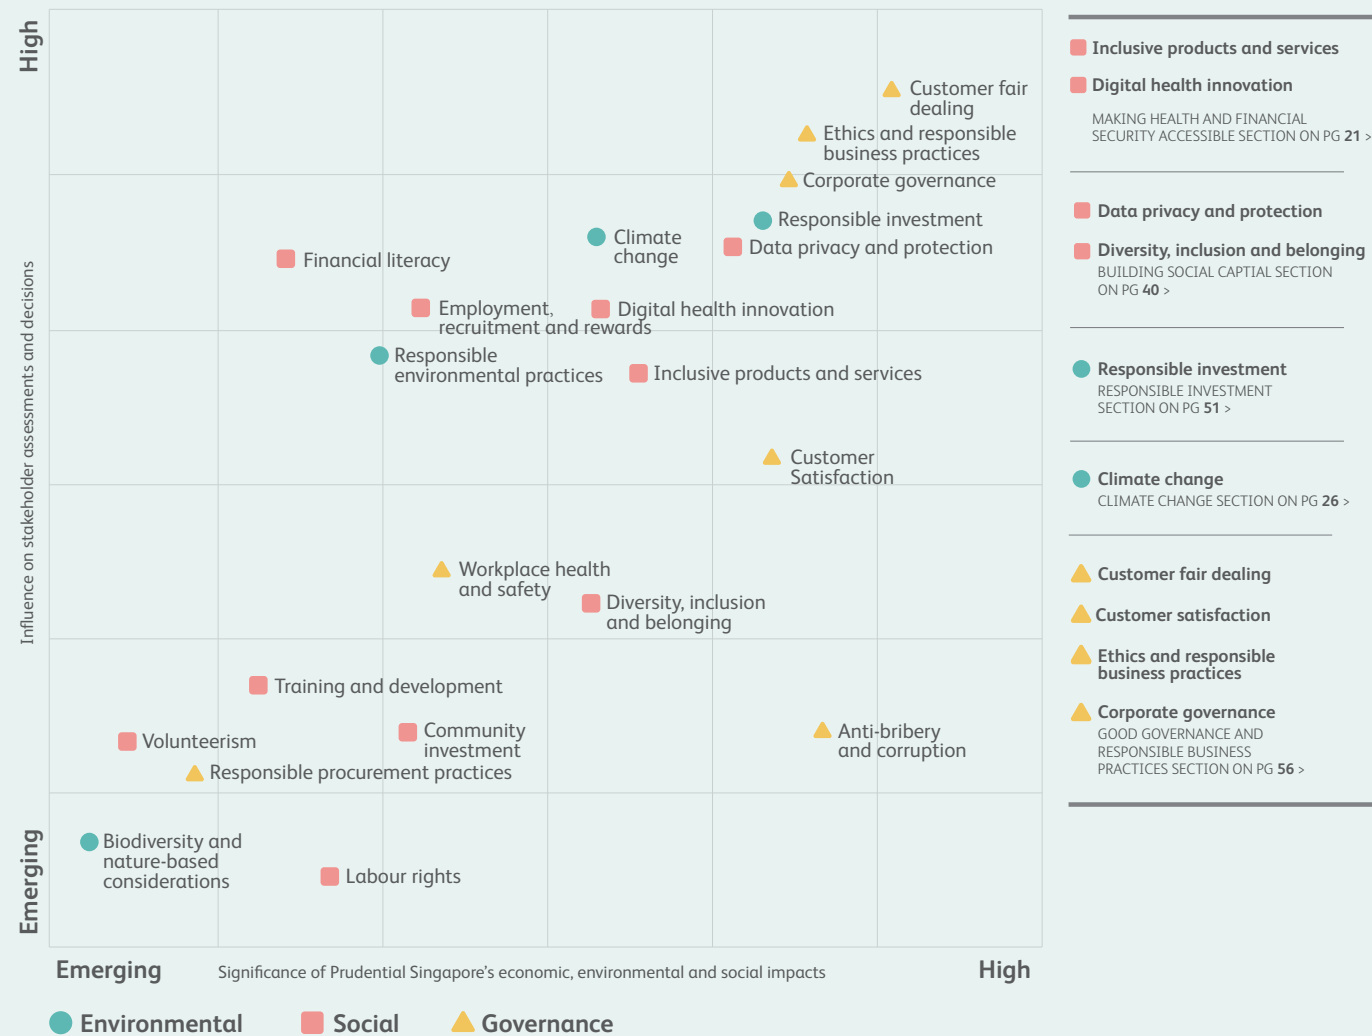 High
Influence on stakeholder assessments and decisions
Emerging
Customer fair
dealing
Ethics and responsible
business practices
Corporate governance
Responsible investment
Climate
change
Data privacy and protection
Financial literacy
Employment,
recruitment and rewards
Digital health innovation
Responsible
environmental practices
Inclusive products and services
Customer
Satisfaction
Workplace health
and safety
Diversity, inclusion
and belonging
Training and development
Community
investment
Anti-bribery
and corruption
Volunteerism
Responsible procurement practices
Biodiversity and
nature-based
considerations
Labour rights
Emerging
Significance of Prudential Singapore's economic, environmental and social impacts
High
Environmental
Social
Governance
Inclusive products and services
Digital health innovation
MAKING HEALTH AND FINANCIAL
SECURITY ACCESSIBLE SECTION ON PG 21 >
Data privacy and protection
Diversity, inclusion and belonging
BUILDING SOCIAL CAPTIAL SECTION
ON PG 40 >
Responsible investment
RESPONSIBLE INVESTMENT
SECTION ON PG 51 >
Climate change
CLIMATE CHANGE SECTION ON PG 26 >
Customer fair dealing
Customer satisfaction
Ethics and responsible
business practices
Corporate governance
GOOD GOVERNANCE AND
RESPONSIBLE BUSINESS
PRACTICES SECTION ON PG 56 >